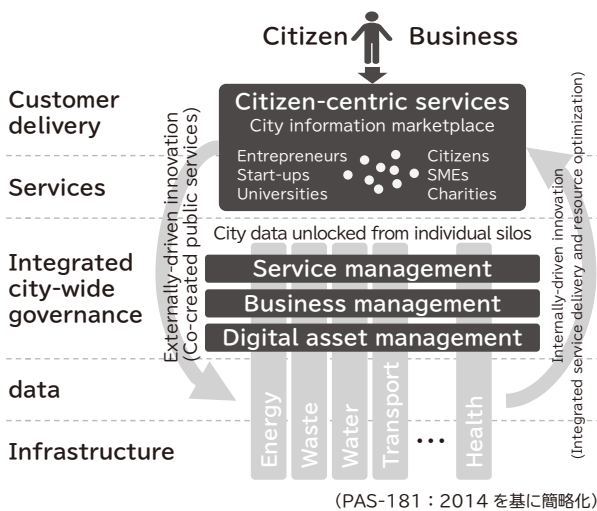 Citizen Business
Customer
delivery
Citizen-centric services
City information marketplace
Entrepreneurs
Start-ups
Universities
Citizens
SMEs
Charities
Services
Externally-driven innovation
(Co-created public services)
Internally-driven innovation
(Integrated service delivery and resource optimization)
City data unlocked from individual silos
Integrated
city-wide
governance
Service management
Business management
Digital asset management
data
Energy
Waste
Water
Transport
…
Health
Infrastructure
（PAS-181：2014 を基に簡略化）